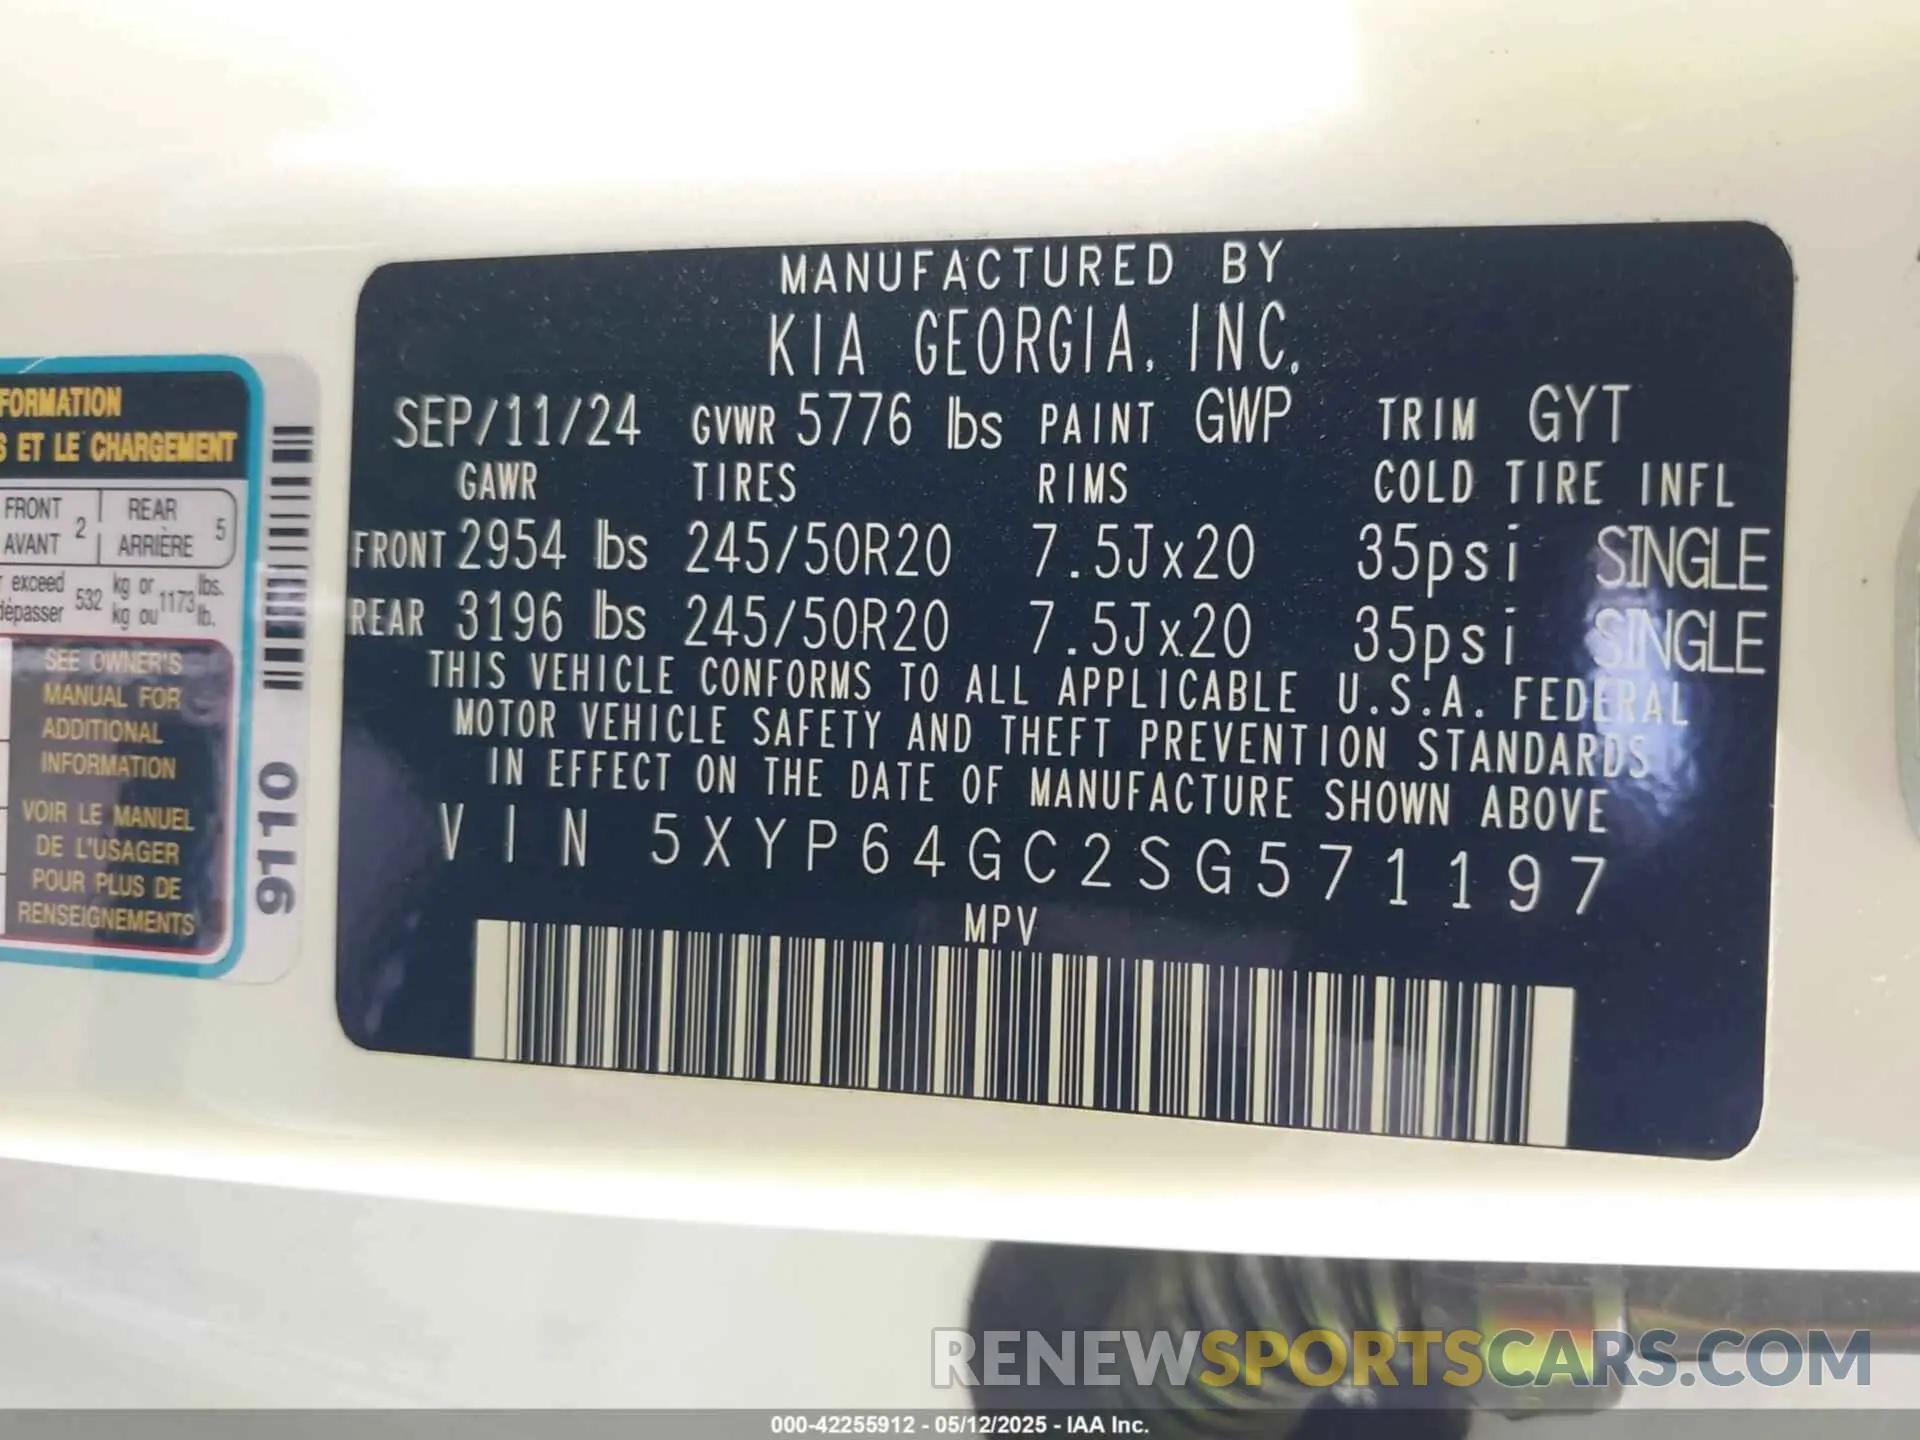 MANUFACTURED BY
KIA GEORGIA, INC.
SEP/11/24 GVWR 5776 lbs PAINT GWP TRIM GYT
GAWR TIRES RIMS COLD TIRE INFL
FRONT 2954 lbs 245/50R20 7.5Jx20 35psi SINGLE
REAR 3196 lbs 245/50R20 7.5Jx20 35psi SINGLE
THIS VEHICLE CONFORMS TO ALL APPLICABLE U.S.A. FEDERAL
MOTOR VEHICLE SAFETY AND THEFT PREVENTION STANDARDS
IN EFFECT ON THE DATE OF MANUFACTURE SHOWN ABOVE
VIN 5XYP64GC2SG571197
MPV
FORMATION
S ET LE CHARGEMENT
FRONT 2 REAR 5
AVANT ARRIÈRE
r exceed 532 kg or 1173 lbs.
dépasser kg ou lb.
SEE OWNER'S
MANUAL FOR
ADDITIONAL
INFORMATION
VOIR LE MANUEL
DE L'USAGER
POUR PLUS DE
RENSEIGNEMENTS
9110
RENEWSPORTSCARS.COM
000-42255912 - 05/12/2025 - IAA Inc.